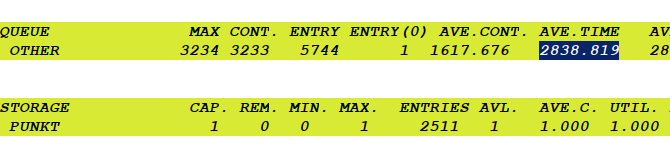 QUEUE MAX CONT. ENTRY ENTRY(0) AVE.CONT. AVE.TIME AV
OTHER 3234 3233 5744 1 1617.676 2838.819 28
STORAGE CAP. REM. MIN. MAX. ENTRIES AVL. AVE.C. UTIL.
PUNKT 1 0 0 1 2511 1 1.000 1.000